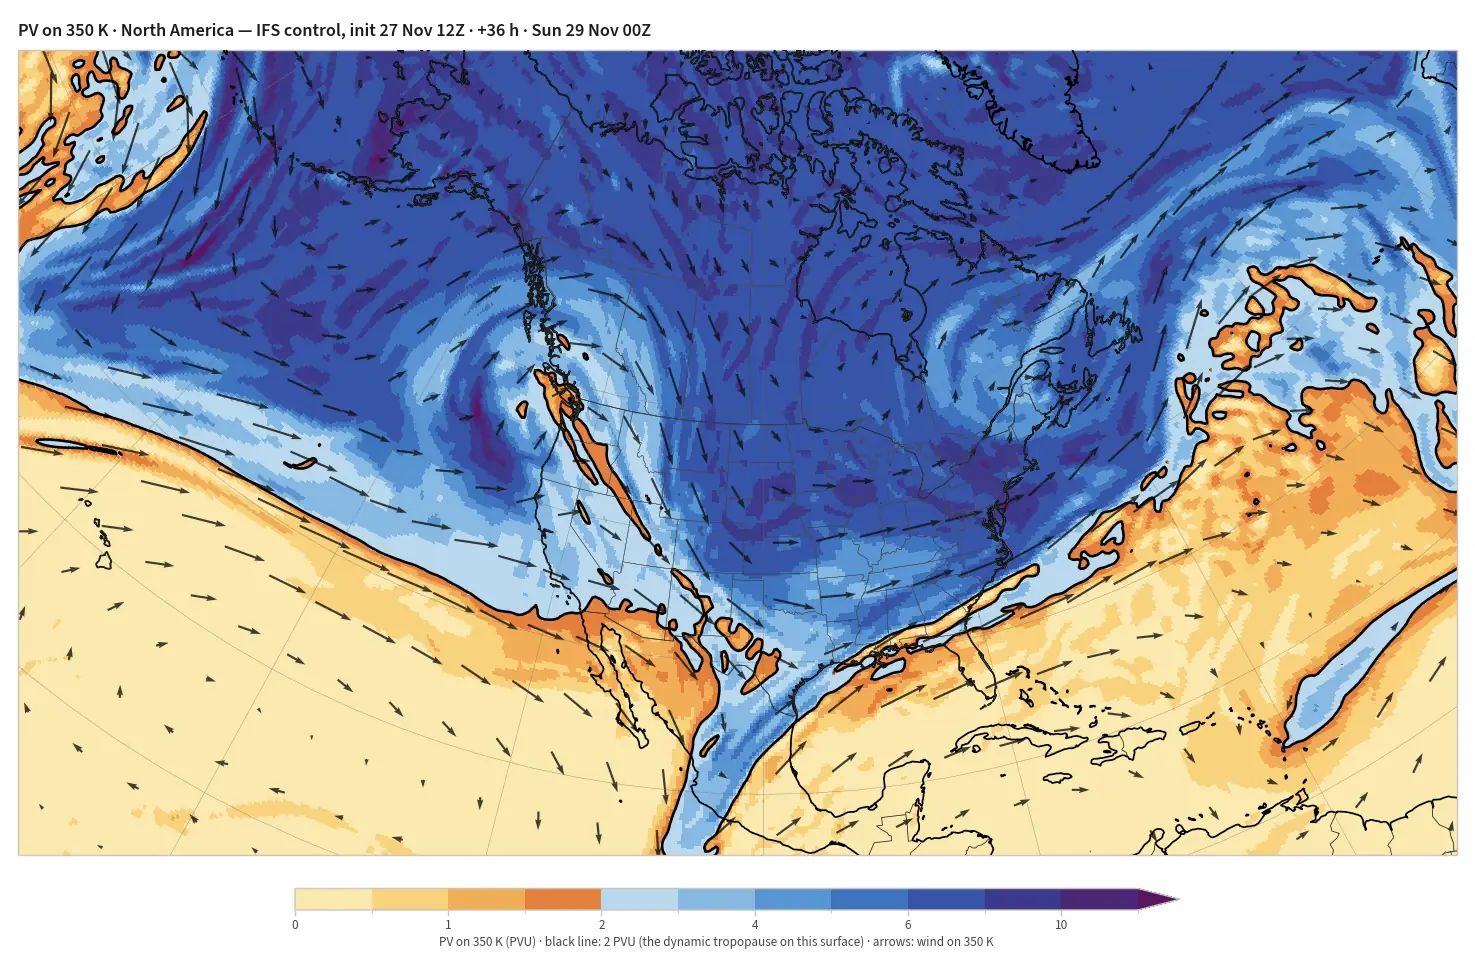 PV on 350 K · North America — IFS control, init 27 Nov 12Z · +36 h · Sun 29 Nov 00Z
0 1 2 4 6 10
PV on 350 K (PVU) · black line: 2 PVU (the dynamic tropopause on this surface) · arrows: wind on 350 K